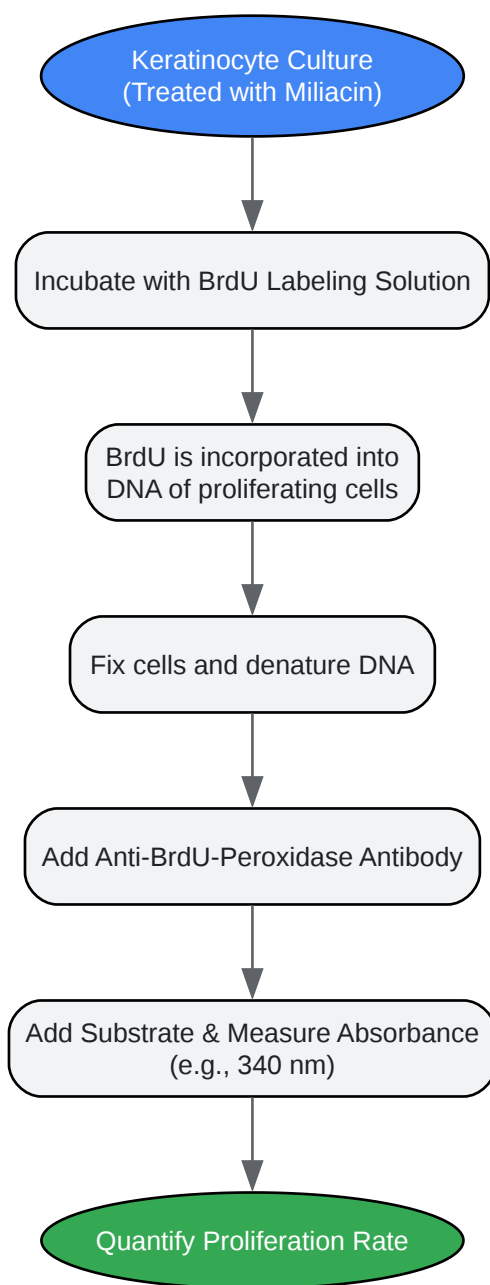 Keratinocyte Culture
(Treated with Miliacin)
Incubate with BrdU Labeling Solution
BrdU is incorporated into
DNA of proliferating cells
Fix cells and denature DNA
Add Anti-BrdU-Peroxidase Antibody
Add Substrate & Measure Absorbance
(e.g., 340 nm)
Quantify Proliferation Rate